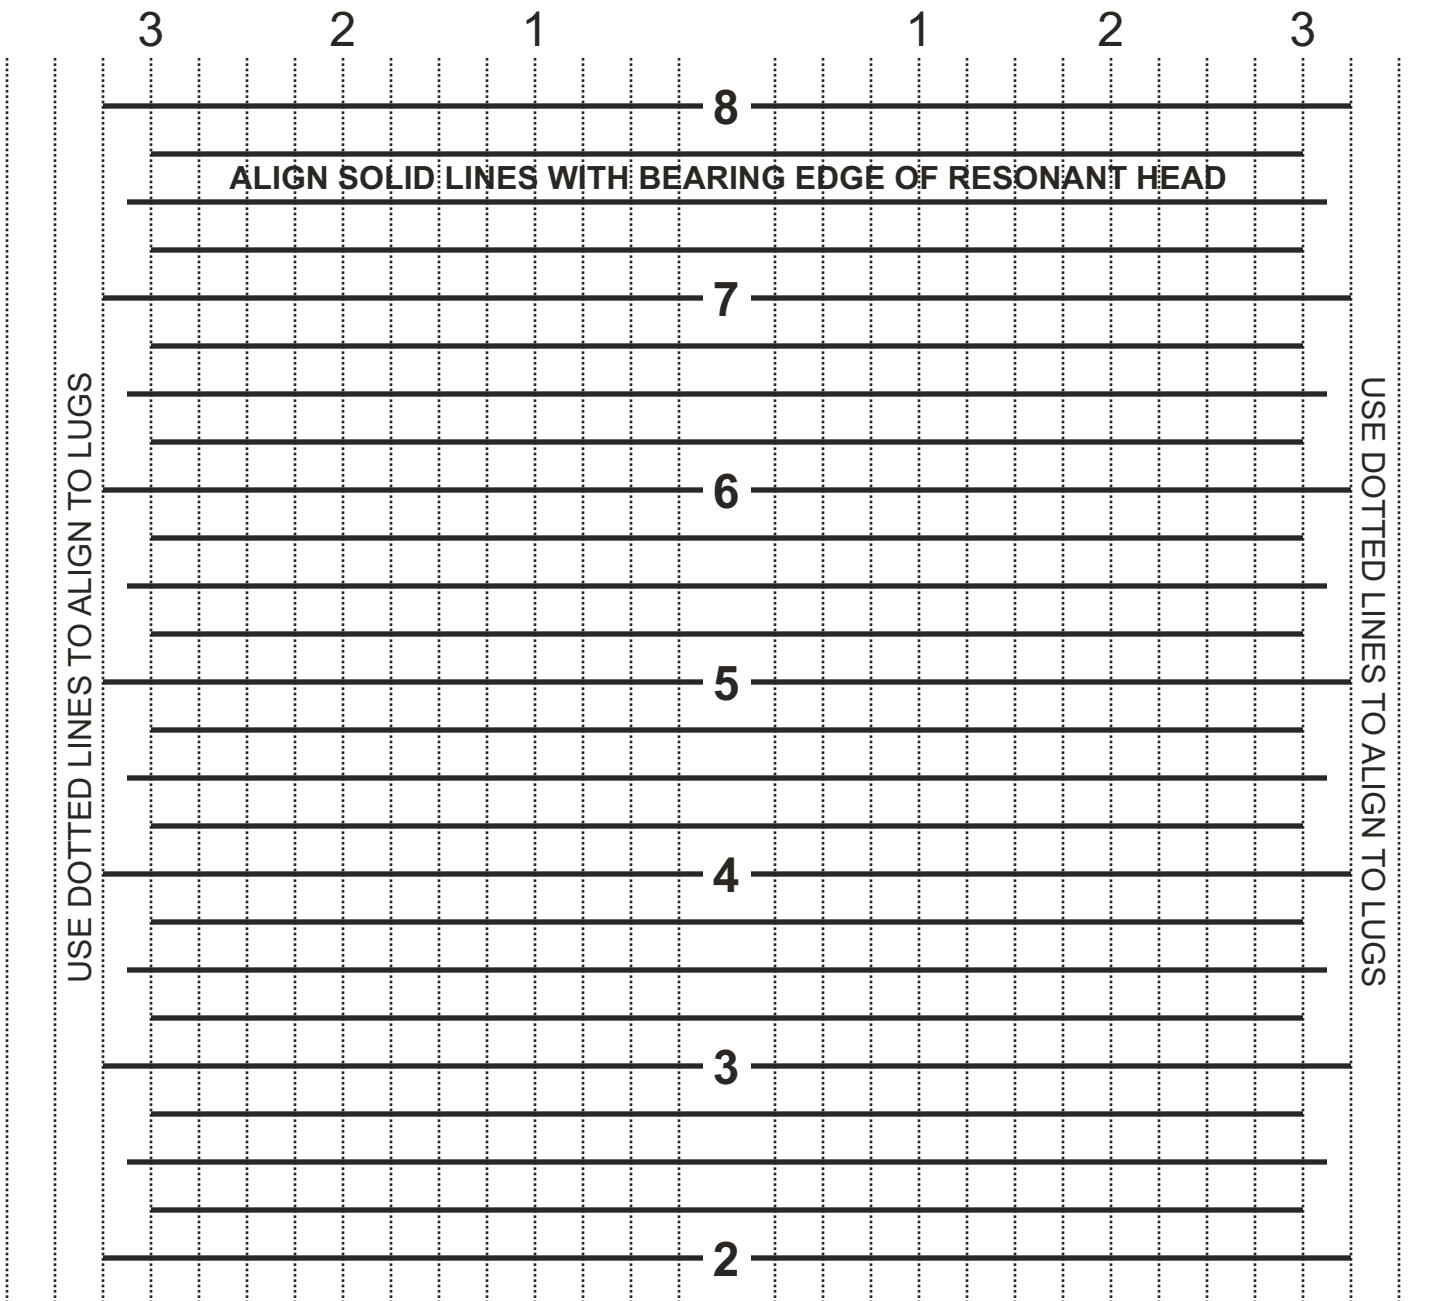 3 2 1 1 2 3
8
ALIGN SOLID LINES WITH BEARING EDGE OF RESONANT HEAD
7
USE DOTTED LINES TO ALIGN TO LUGS
USE DOTTED LINES TO ALIGN TO LUGS
6
5
4
3
2